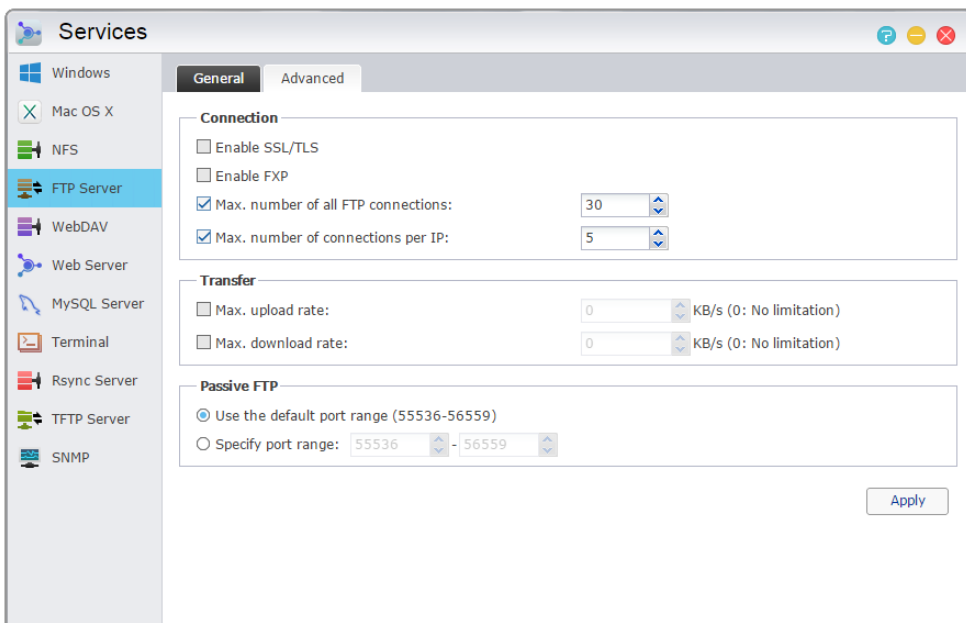 Services
?
Windows
Mac OS X
NFS
FTP Server
WebDAV
Web Server
MySQL Server
Terminal
Rsync Server
TFTP Server
SNMP
General Advanced
Connection
Enable SSL/TLS
Enable FXP
Max. number of all FTP connections: 30
Max. number of connections per IP: 5
Transfer
Max. upload rate: 0 KB/s (0: No limitation)
Max. download rate: 0 KB/s (0: No limitation)
Passive FTP
Use the default port range (55536-56559)
Specify port range: 55536 - 56559
Apply